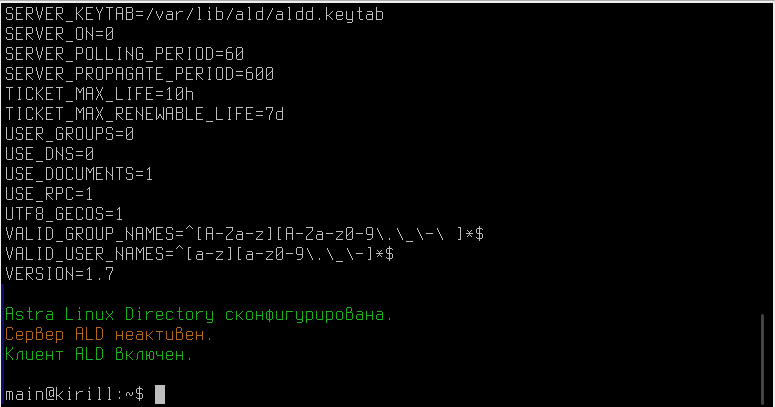 SERVER_KEYTAB=/var/lib/ald/aldd.keytab
SERVER_ON=0
SERVER_POLLING_PERIOD=60
SERVER_PROPAGATE_PERIOD=600
TICKET_MAX_LIFE=10h
TICKET_MAX_RENEWABLE_LIFE=7d
USER_GROUPS=0
USE_DNS=0
USE_DOCUMENTS=1
USE_RPC=1
UTF8_GECOS=1
VALID_GROUP_NAMES=^[A-Za-z][A-Za-z0-9\.\_\-\ ]*$
VALID_USER_NAMES=^[a-z][a-z0-9\.\_\-]*$
VERSION=1.7
Astra Linux Directory сконфигурирована.
Сервер ALD неактивен.
Клиент ALD включен.
main@kirill:~$